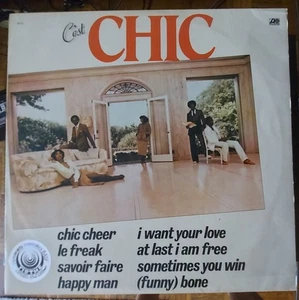 C'est
CHIC
chic cheer
le freak
savoir faire
happy man
i want your love
at last i am free
sometimes you win
(funny) bone